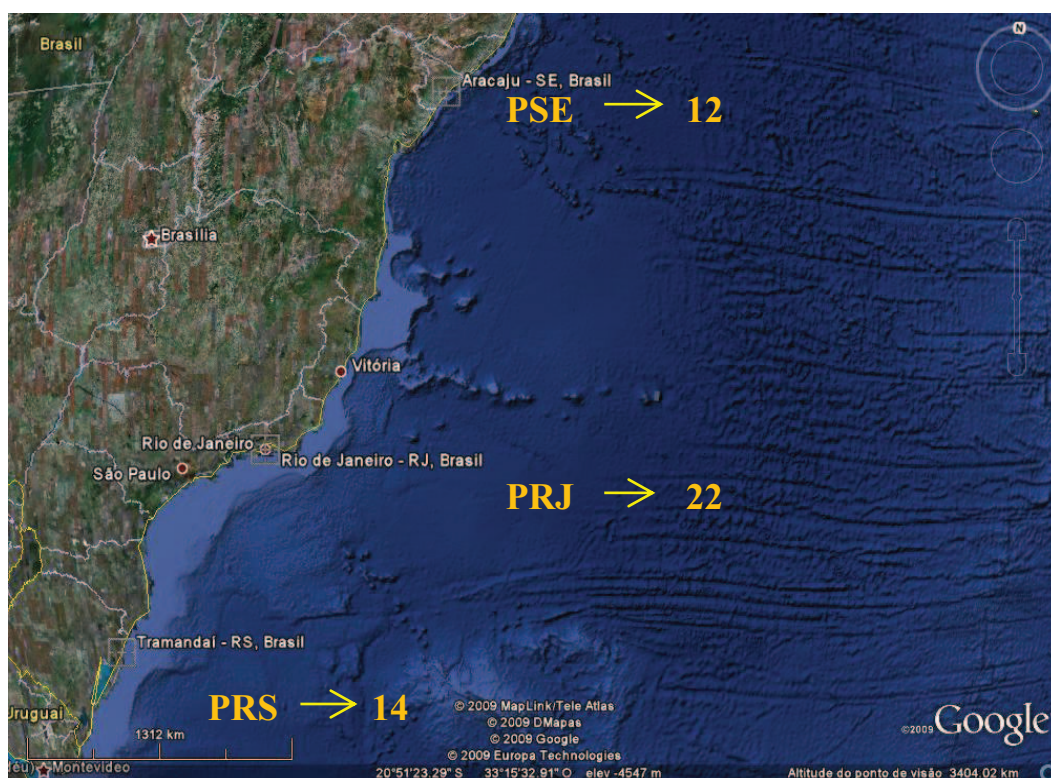 Brasil
N
Aracaju - SE, Brasil
PSE → 12
Brasília
Vitória
Rio de Janeiro
Rio de Janeiro - RJ, Brasil
São Paulo
PRJ → 22
Tramandaí - RS, Brasil
PRS → 14
Uruguai
1312 km
© 2009 MapLink/Tele Atlas
© 2009 DMapas
© 2009 Google
© 2009 Europa Technologies
©2009 Google
déu) Montevideo
20°51'23.29" S 33°15'32.91" O elev -4547 m Altitude do ponto de visão 3404.02 km